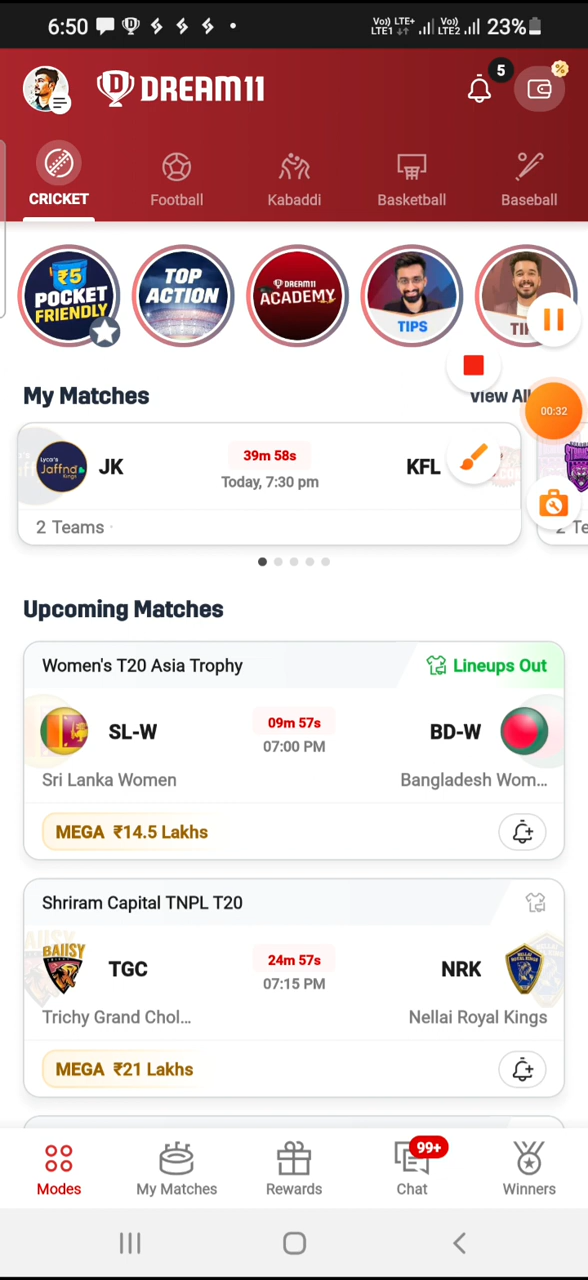 6:50
Vo)) LTE+
LTE1
Vo))
LTE2
23%
DREAM11
5
%
CRICKET
Football
Kabaddi
Basketball
Baseball
₹5
POCKET
FRIENDLY
TOP
ACTION
DREAM11
ACADEMY
TIPS
My Matches
View All
00:32
Lyca's
Jaffna
Kings
JK
39m 58s
Today, 7:30 pm
KFL
2 Teams
2 Te
Upcoming Matches
Women's T20 Asia Trophy
Lineups Out
SL-W
09m 57s
07:00 PM
BD-W
Sri Lanka Women
Bangladesh Wom...
MEGA ₹14.5 Lakhs
Shriram Capital TNPL T20
BAIISY
TGC
24m 57s
07:15 PM
NRK
Trichy Grand Chol...
Nellai Royal Kings
MEGA ₹21 Lakhs
99+
Modes
My Matches
Rewards
Chat
Winners